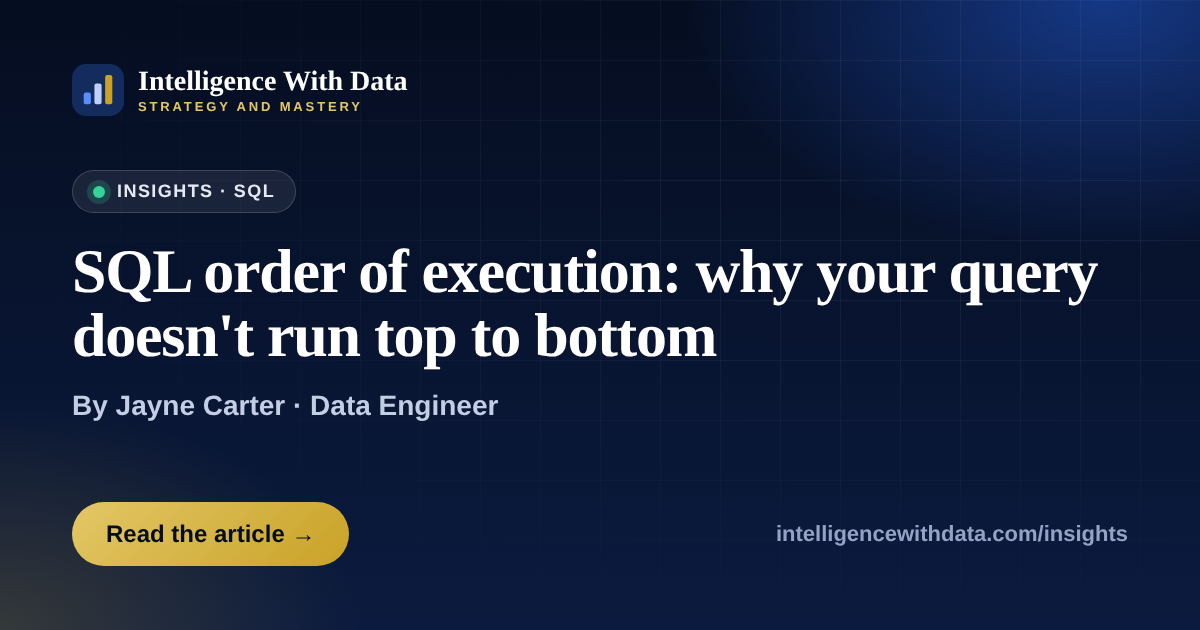 Intelligence With Data
STRATEGY AND MASTERY
INSIGHTS · SQL
SQL order of execution: why your query
doesn't run top to bottom
By Jayne Carter · Data Engineer
Read the article →
intelligencewithdata.com/insights